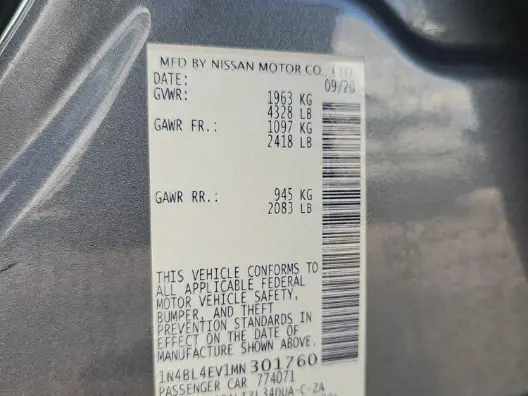 MFD BY NISSAN MOTOR CO., LTD.
DATE: 09/20
GVWR: 1963 KG
4328 LB
GAWR FR.: 1097 KG
2418 LB
GAWR RR.: 945 KG
2083 LB
THIS VEHICLE CONFORMS TO
ALL APPLICABLE FEDERAL
MOTOR VEHICLE SAFETY,
BUMPER, AND THEFT
PREVENTION STANDARDS IN
EFFECT ON THE DATE OF
MANUFACTURE SHOWN ABOVE.
1N4BL4EV1MN301760
PASSENGER CAR 774071